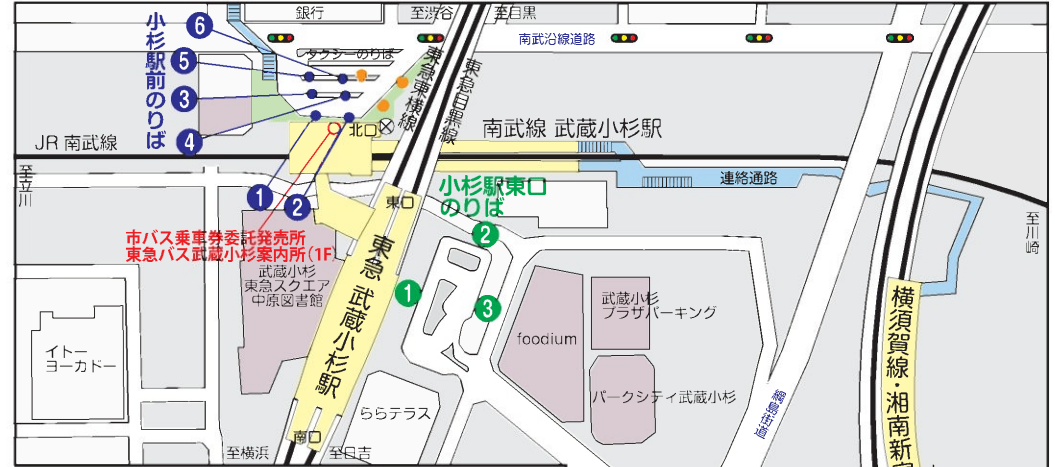 銀行
至渋谷
至目黒
小杉駅前のりば
⑥
⑤
③
④
①
②
タクシーのりば
南武沿線道路
東急東横線
東急目黒線
北口
JR 南武線
南武線 武蔵小杉駅
至立川
連絡通路
至川崎
小杉駅東口
のりば
②
①
③
東口
市バス乗車券委託発売所
東急バス武蔵小杉案内所(1F)
武蔵小杉
東急スクエア
中原図書館
東急 武蔵小杉駅
武蔵小杉
プラザパーキング
foodium
パークシティ武蔵小杉
イトー
ヨーカドー
ららテラス
南口
至横浜
至日吉
綱島街道
横須賀線・湘南新